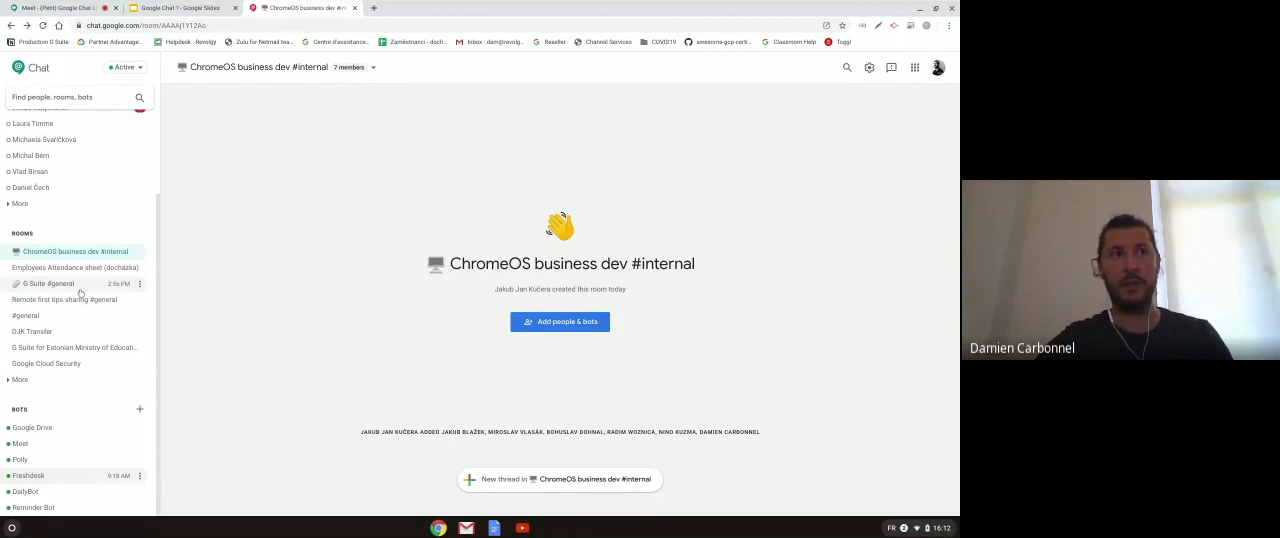 Meet - (Petit) Google Chat L
Google Chat ? - Google Slides
ChromeOS business dev #in
chat.google.com/room/AAAAj1Y12Ao
Production G Suite
Partner Advantage...
Helpdesk : Revolgy
Zulu for Netmail tea...
Centre d'assistance...
Zaměstnanci - doch...
Inbox - dam@revolg...
Reseller
Channel Services
COVID19
awesome-gcp-certi...
Classroom Help
Toggl
Chat
Active
ChromeOS business dev #internal 7 members
Find people, rooms, bots
Laura Timme
Michaela Švaříčková
Michal Bém
Vlad Birsan
Daniel Čech
More
ROOMS
ChromeOS business dev #internal
Employees Attendance sheet (docházka)
G Suite #general 2:56 PM
Remote first tips sharing #general
#general
DJK Transfer
G Suite for Estonian Ministry of Educati...
Google Cloud Security
More
BOTS
Google Drive
Meet
Polly
Freshdesk 9:18 AM
DailyBot
Reminder Bot
ChromeOS business dev #internal
Jakub Jan Kučera created this room today
Add people & bots
JAKUB JAN KUČERA ADDED JAKUB BLAŽEK, MIROSLAV VLASÁK, BOHUSLAV DOHNAL, RADIM WOZNICA, NINO KUZMA, DAMIEN CARBONNEL
New thread in ChromeOS business dev #internal
FR 2 16:12
Damien Carbonnel